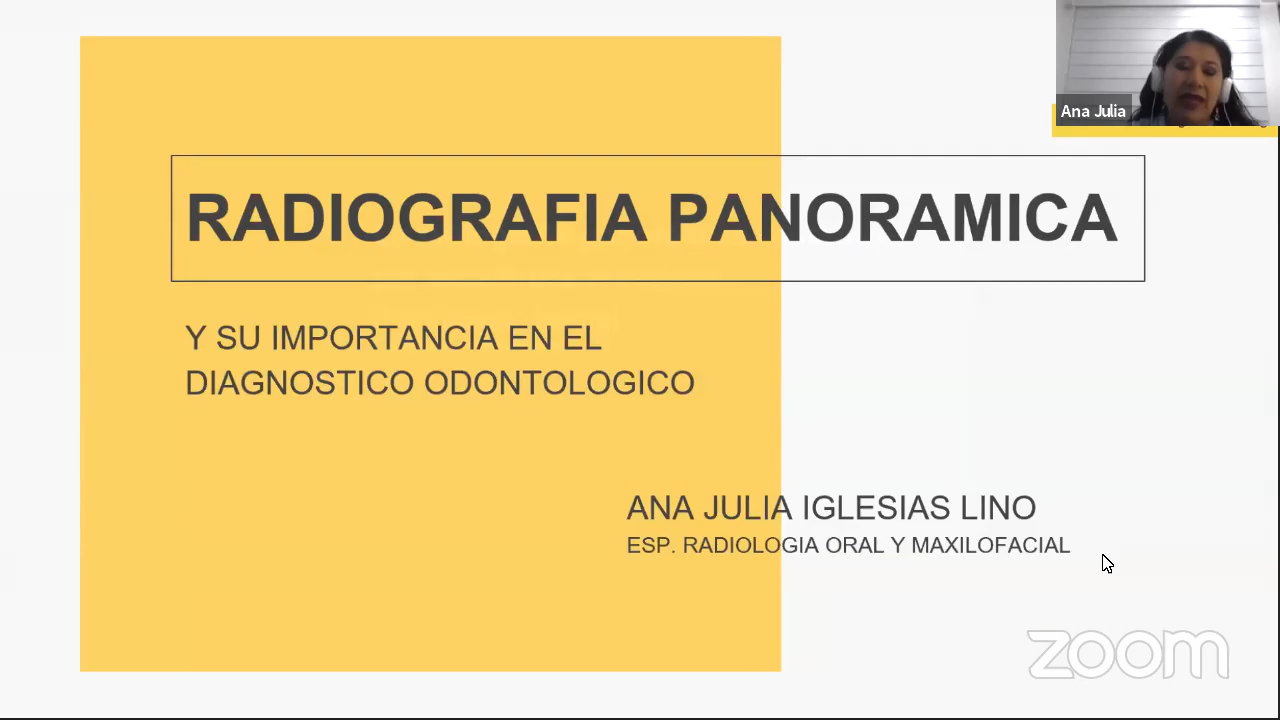 Ana Julia
RADIOGRAFIA PANORAMICA
Y SU IMPORTANCIA EN EL
DIAGNOSTICO ODONTOLOGICO
ANA JULIA IGLESIAS LINO
ESP. RADIOLOGIA ORAL Y MAXILOFACIAL
zoom